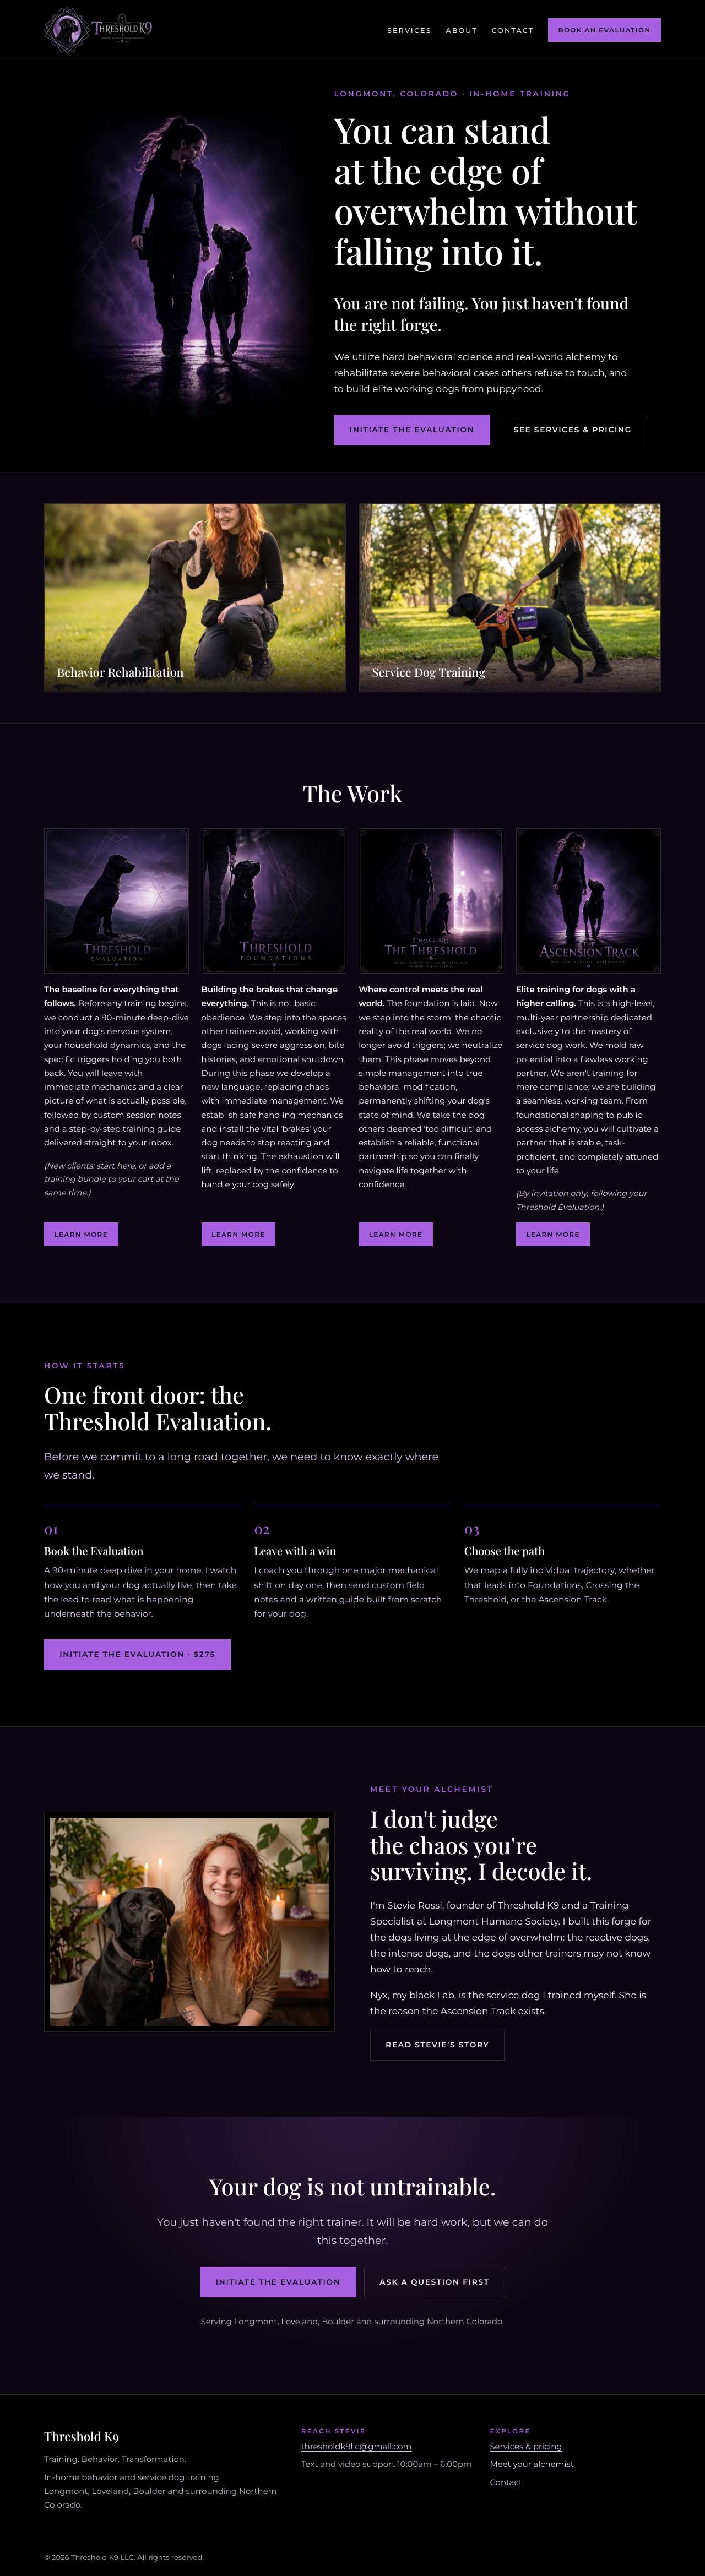 THRESHOLD K9
SERVICES
ABOUT
CONTACT
BOOK AN EVALUATION
LONGMONT, COLORADO · IN-HOME TRAINING
You can stand
at the edge of
overwhelm without
falling into it.
You are not failing. You just haven't found
the right forge.
We utilize hard behavioral science and real-world alchemy to
rehabilitate severe behavioral cases others refuse to touch, and
to build elite working dogs from puppyhood.
INITIATE THE EVALUATION
SEE SERVICES & PRICING
Behavior Rehabilitation
Service Dog Training
The Work
THRESHOLD
EVALUATION
The baseline for everything that
follows. Before any training begins,
we conduct a 90-minute deep-dive
into your dog's nervous system,
your household dynamics, and the
specific triggers holding you both
back. You will leave with
immediate mechanics and a clear
picture of what is actually possible,
followed by custom session notes
and a step-by-step training guide
delivered straight to your inbox.
(New clients: start here, or add a
training bundle to your cart at the
same time.)
LEARN MORE
THRESHOLD
FOUNDATIONS
Building the brakes that change
everything. This is not basic
obedience. We step into the spaces
other trainers avoid, working with
dogs facing severe aggression, bite
histories, and emotional shutdown.
During this phase we develop a
new language, replacing chaos
with immediate management. We
establish safe handling mechanics
and install the vital 'brakes' your
dog needs to stop reacting and
start thinking. The exhaustion will
lift, replaced by the confidence to
handle your dog safely.
LEARN MORE
CROSSING
THE THRESHOLD
Where control meets the real
world. The foundation is laid. Now
we step into the storm: the chaotic
reality of the real world. We no
longer avoid triggers; we neutralize
them. This phase moves beyond
simple management into true
behavioral modification,
permanently shifting your dog's
state of mind. We take the dog
others deemed 'too difficult' and
establish a reliable, functional
partnership so you can finally
navigate life together with
confidence.
LEARN MORE
THE
ASCENSION TRACK
Elite training for dogs with a
higher calling. This is a high-level,
multi-year partnership dedicated
exclusively to the mastery of
service dog work. We mold raw
potential into a flawless working
partner. We aren't training for
mere compliance; we are building
a seamless, working team. From
foundational shaping to public
access alchemy, you will cultivate a
partner that is stable, task-
proficient, and completely attuned
to your life.
(By invitation only, following your
Threshold Evaluation.)
LEARN MORE
HOW IT STARTS
One front door: the
Threshold Evaluation.
Before we commit to a long road together, we need to know exactly where
we stand.
01
Book the Evaluation
A 90-minute deep dive in your home. I watch
how you and your dog actually live, then take
the lead to read what is happening
underneath the behavior.
02
Leave with a win
I coach you through one major mechanical
shift on day one, then send custom field
notes and a written guide built from scratch
for your dog.
03
Choose the path
We map a fully individual trajectory, whether
that leads into Foundations, Crossing the
Threshold, or the Ascension Track.
INITIATE THE EVALUATION · $275
MEET YOUR ALCHEMIST
I don't judge
the chaos you're
surviving. I decode it.
I'm Stevie Rossi, founder of Threshold K9 and a Training
Specialist at Longmont Humane Society. I built this forge for
the dogs living at the edge of overwhelm: the reactive dogs,
the intense dogs, and the dogs other trainers may not know
how to reach.
Nyx, my black Lab, is the service dog I trained myself. She is
the reason the Ascension Track exists.
READ STEVIE'S STORY
Your dog is not untrainable.
You just haven't found the right trainer. It will be hard work, but we can do
this together.
INITIATE THE EVALUATION
ASK A QUESTION FIRST
Serving Longmont, Loveland, Boulder and surrounding Northern Colorado.
Threshold K9
Training. Behavior. Transformation.
In-home behavior and service dog training.
Longmont, Loveland, Boulder and surrounding Northern
Colorado.
REACH STEVIE
thresholdk9llc@gmail.com
Text and video support 10:00am – 6:00pm
EXPLORE
Services & pricing
Meet your alchemist
Contact
© 2026 Threshold K9 LLC. All rights reserved.